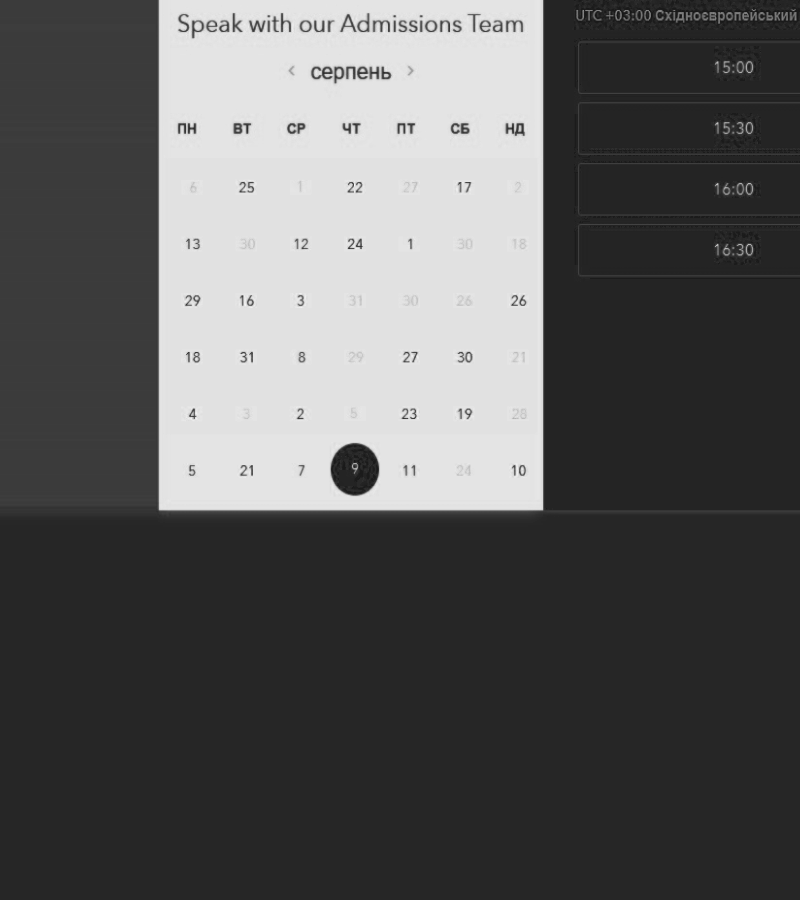 Speak with our Admissions Team
‹ серпень ›
ПН ВТ СР ЧТ ПТ СБ НД
6 25 1 22 27 17 2
13 30 12 24 1 30 18
29 16 3 31 30 26 26
18 31 8 29 27 30 21
4 3 2 5 23 19 28
5 21 7 9 11 24 10
UTC +03:00 Східноєвропейський
15:00
15:30
16:00
16:30